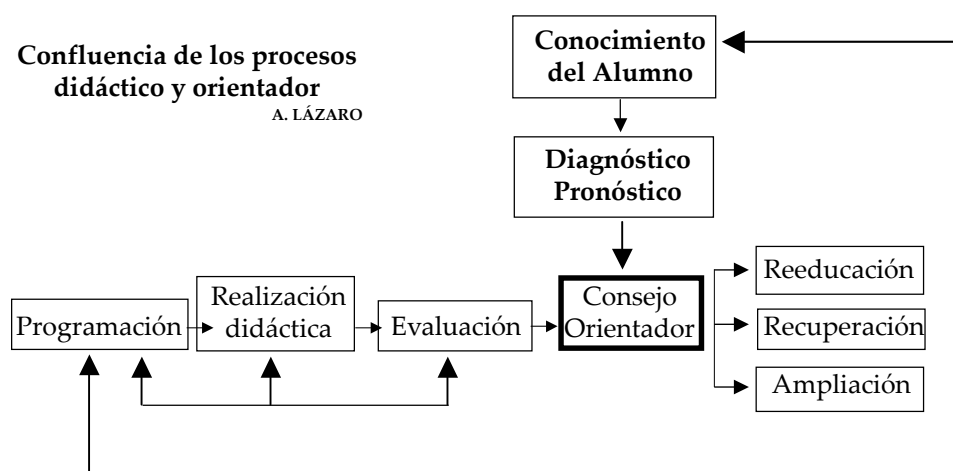 Confluencia de los procesos
didáctico y orientador
A. LÁZARO
Conocimiento
del Alumno
Diagnóstico
Pronóstico
Programación
Realización
didáctica
Evaluación
Consejo
Orientador
Reeducación
Recuperación
Ampliación